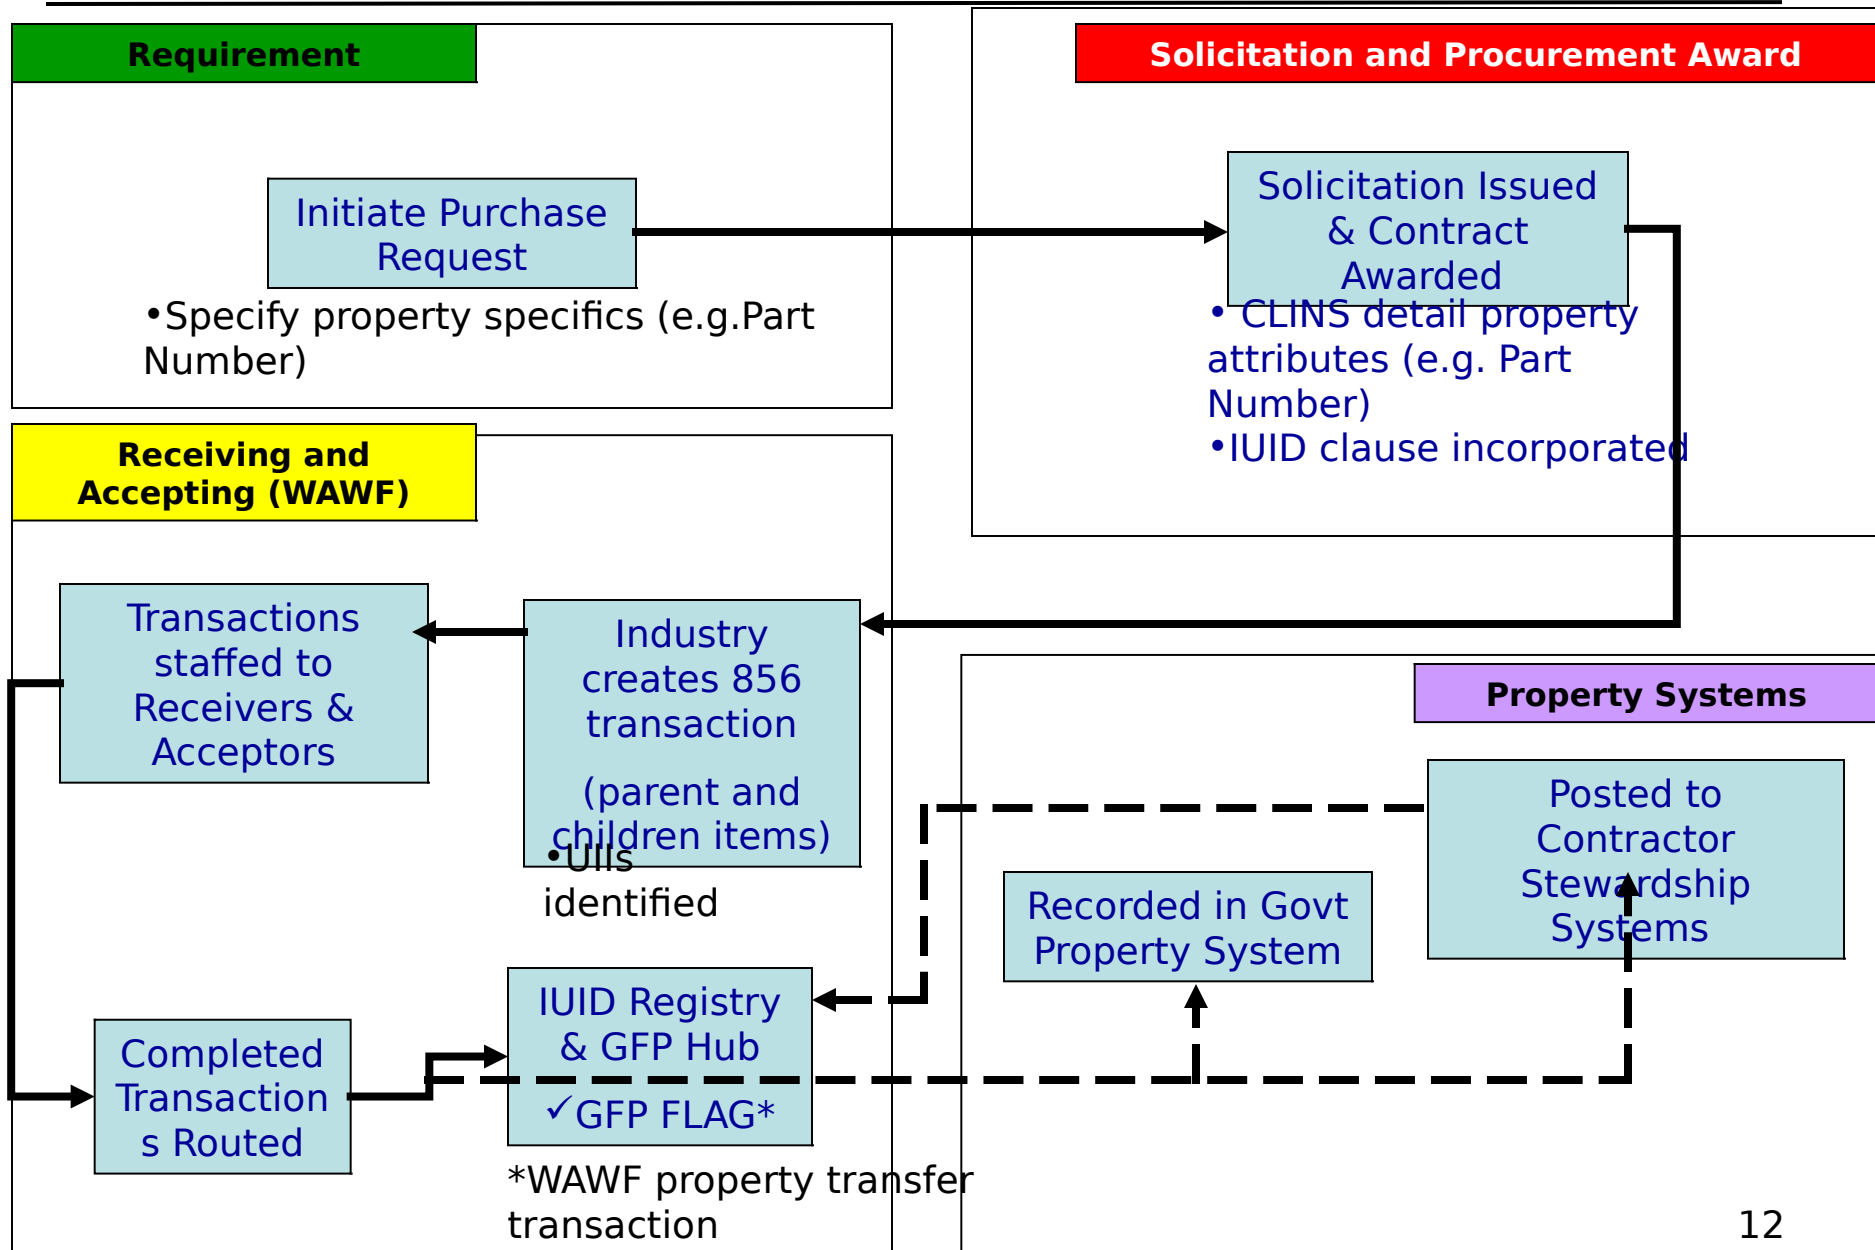 Requirement
Initiate Purchase
Request
•Specify property specifics (e.g.Part
Number)
Solicitation and Procurement Award
Solicitation Issued
& Contract
Awarded
• CLINS detail property
attributes (e.g. Part
Number)
•IUID clause incorporated
Receiving and
Accepting (WAWF)
Transactions
staffed to
Receivers &
Acceptors
Industry
creates 856
transaction
(parent and
children items)
•UIIs
identified
Completed
Transaction
s Routed
IUID Registry
& GFP Hub
✓GFP FLAG*
*WAWF property transfer
transaction
Property Systems
Posted to
Contractor
Stewardship
Systems
Recorded in Govt
Property System
12